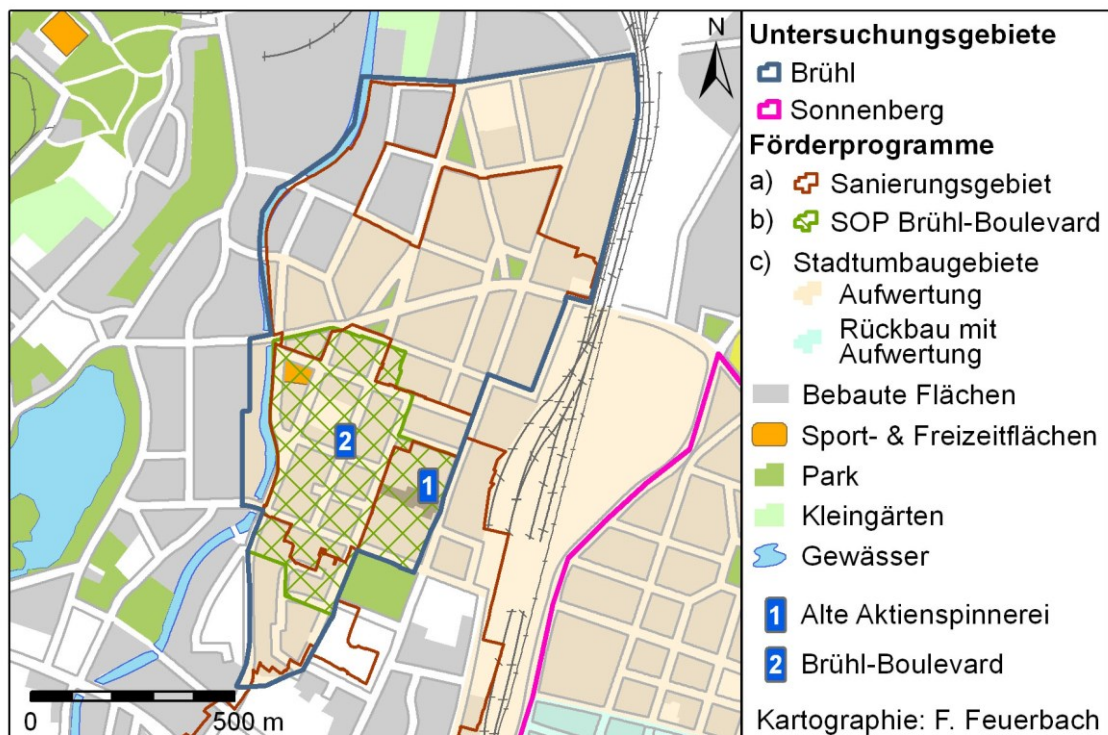 N
2
1
0 500 m
Untersuchungsgebiete
Brühl
Sonnenberg
Förderprogramme
a) Sanierungsgebiet
b) SOP Brühl-Boulevard
c) Stadtumbaugebiete
Aufwertung
Rückbau mit
Aufwertung
Bebaute Flächen
Sport- & Freizeitflächen
Park
Kleingärten
Gewässer
1 Alte Aktienspinnerei
2 Brühl-Boulevard
Kartographie: F. Feuerbach